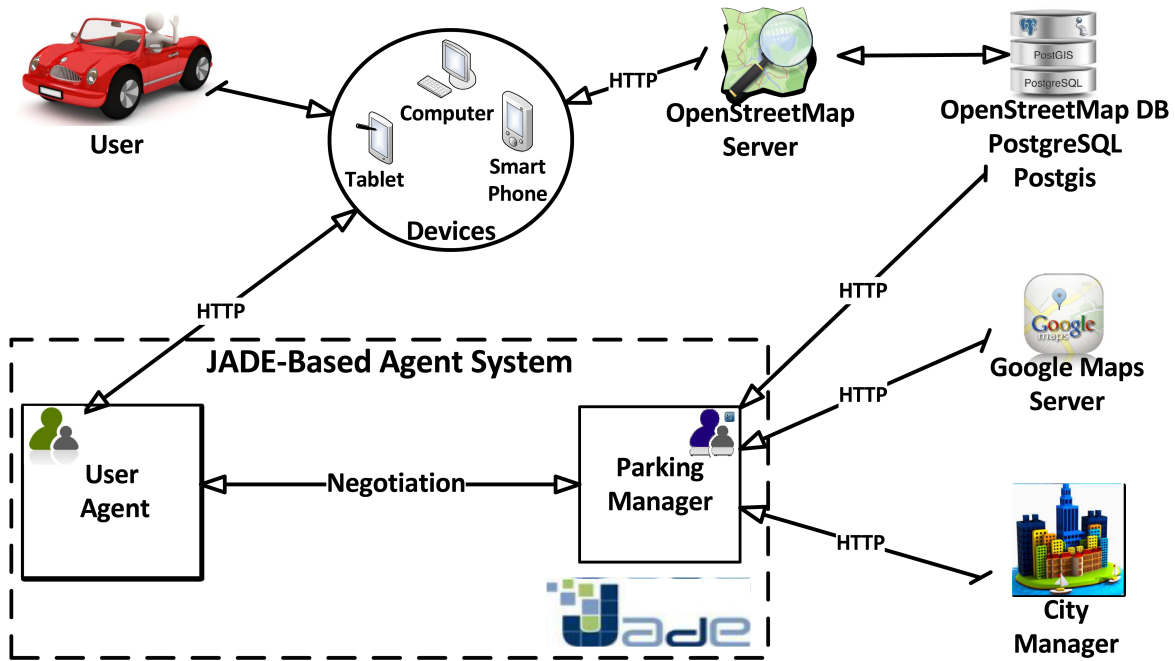 User
Computer
Tablet
Smart
Phone
Devices
HTTP
OpenStreetMap
Server
PostGIS
PostgreSQL
OpenStreetMap DB
PostgreSQL
Postgis
HTTP
HTTP
JADE-Based Agent System
User
Agent
Negotiation
Parking
Manager
HTTP
Google
maps
Google Maps
Server
HTTP
City
Manager
Jade